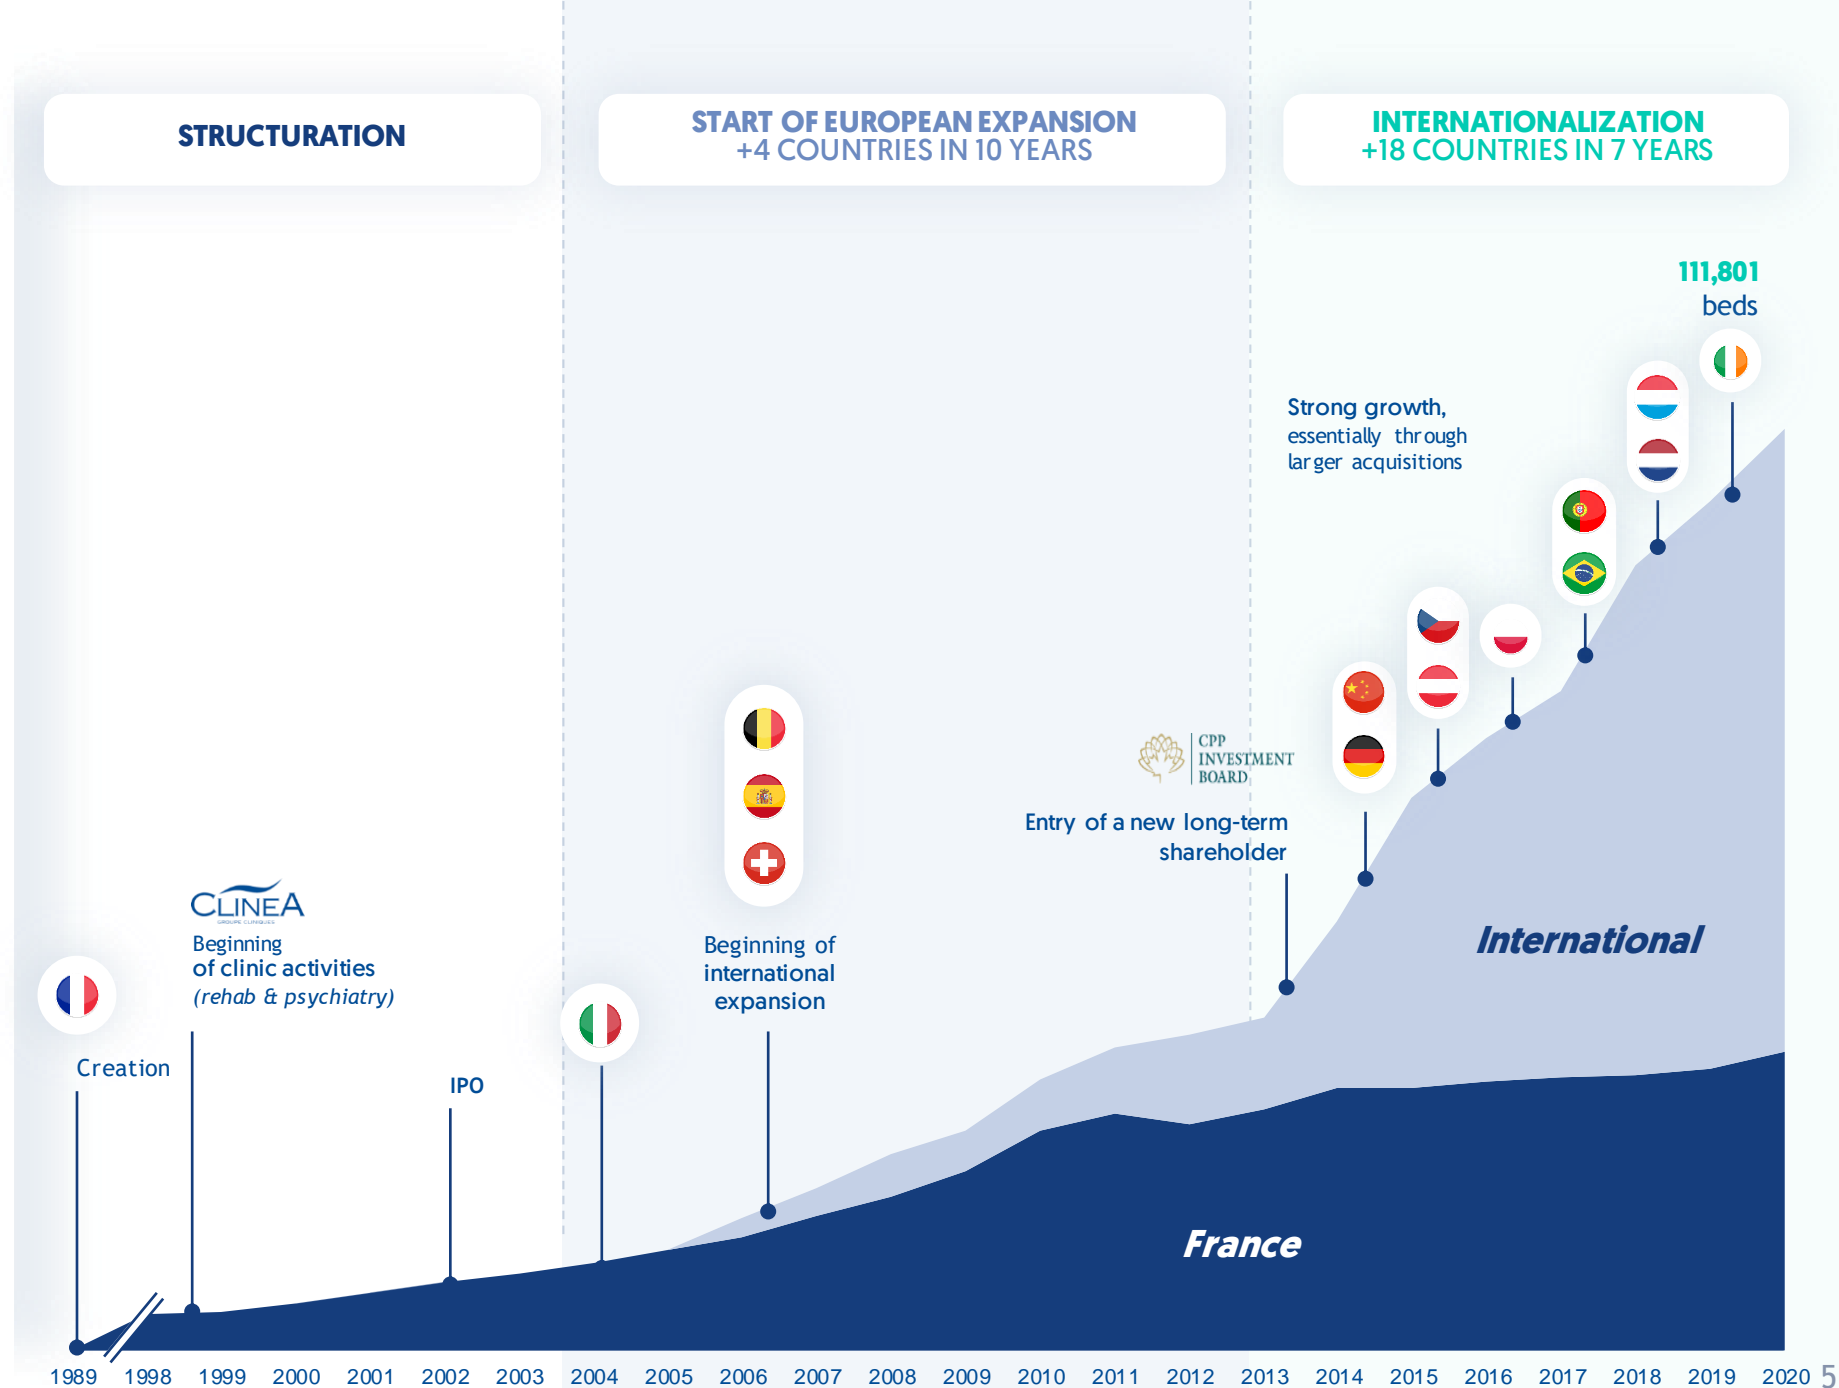 STRUCTURATION
START OF EUROPEAN EXPANSION
+4 COUNTRIES IN 10 YEARS
INTERNATIONALIZATION
+18 COUNTRIES IN 7 YEARS
111,801
beds
Strong growth,
essentially through
larger acquisitions
CPP
INVESTMENT
BOARD
Entry of a new long-term
shareholder
CLINEA
GROUPE CLINIQUES
Beginning
of clinic activities
(rehab & psychiatry)
Beginning of
international
expansion
Creation
IPO
International
France
1989 1998 1999 2000 2001 2002 2003 2004 2005 2006 2007 2008 2009 2010 2011 2012 2013 2014 2015 2016 2017 2018 2019 2020
5